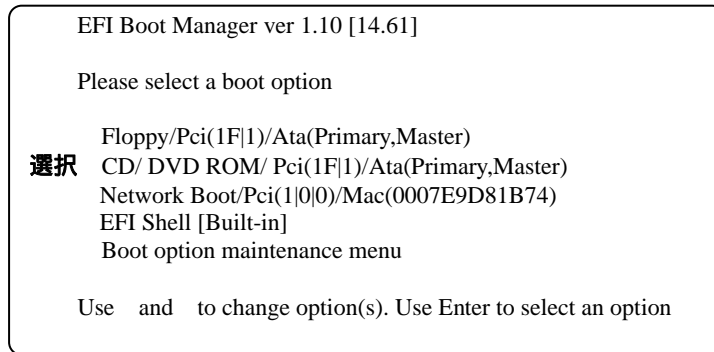 EFI Boot Manager ver 1.10 [14.61]
Please select a boot option
Floppy/Pci(1F|1)/Ata(Primary,Master)
選択 CD/ DVD ROM/ Pci(1F|1)/Ata(Primary,Master)
Network Boot/Pci(1|0|0)/Mac(0007E9D81B74)
EFI Shell [Built-in]
Boot option maintenance menu
Use and to change option(s). Use Enter to select an option